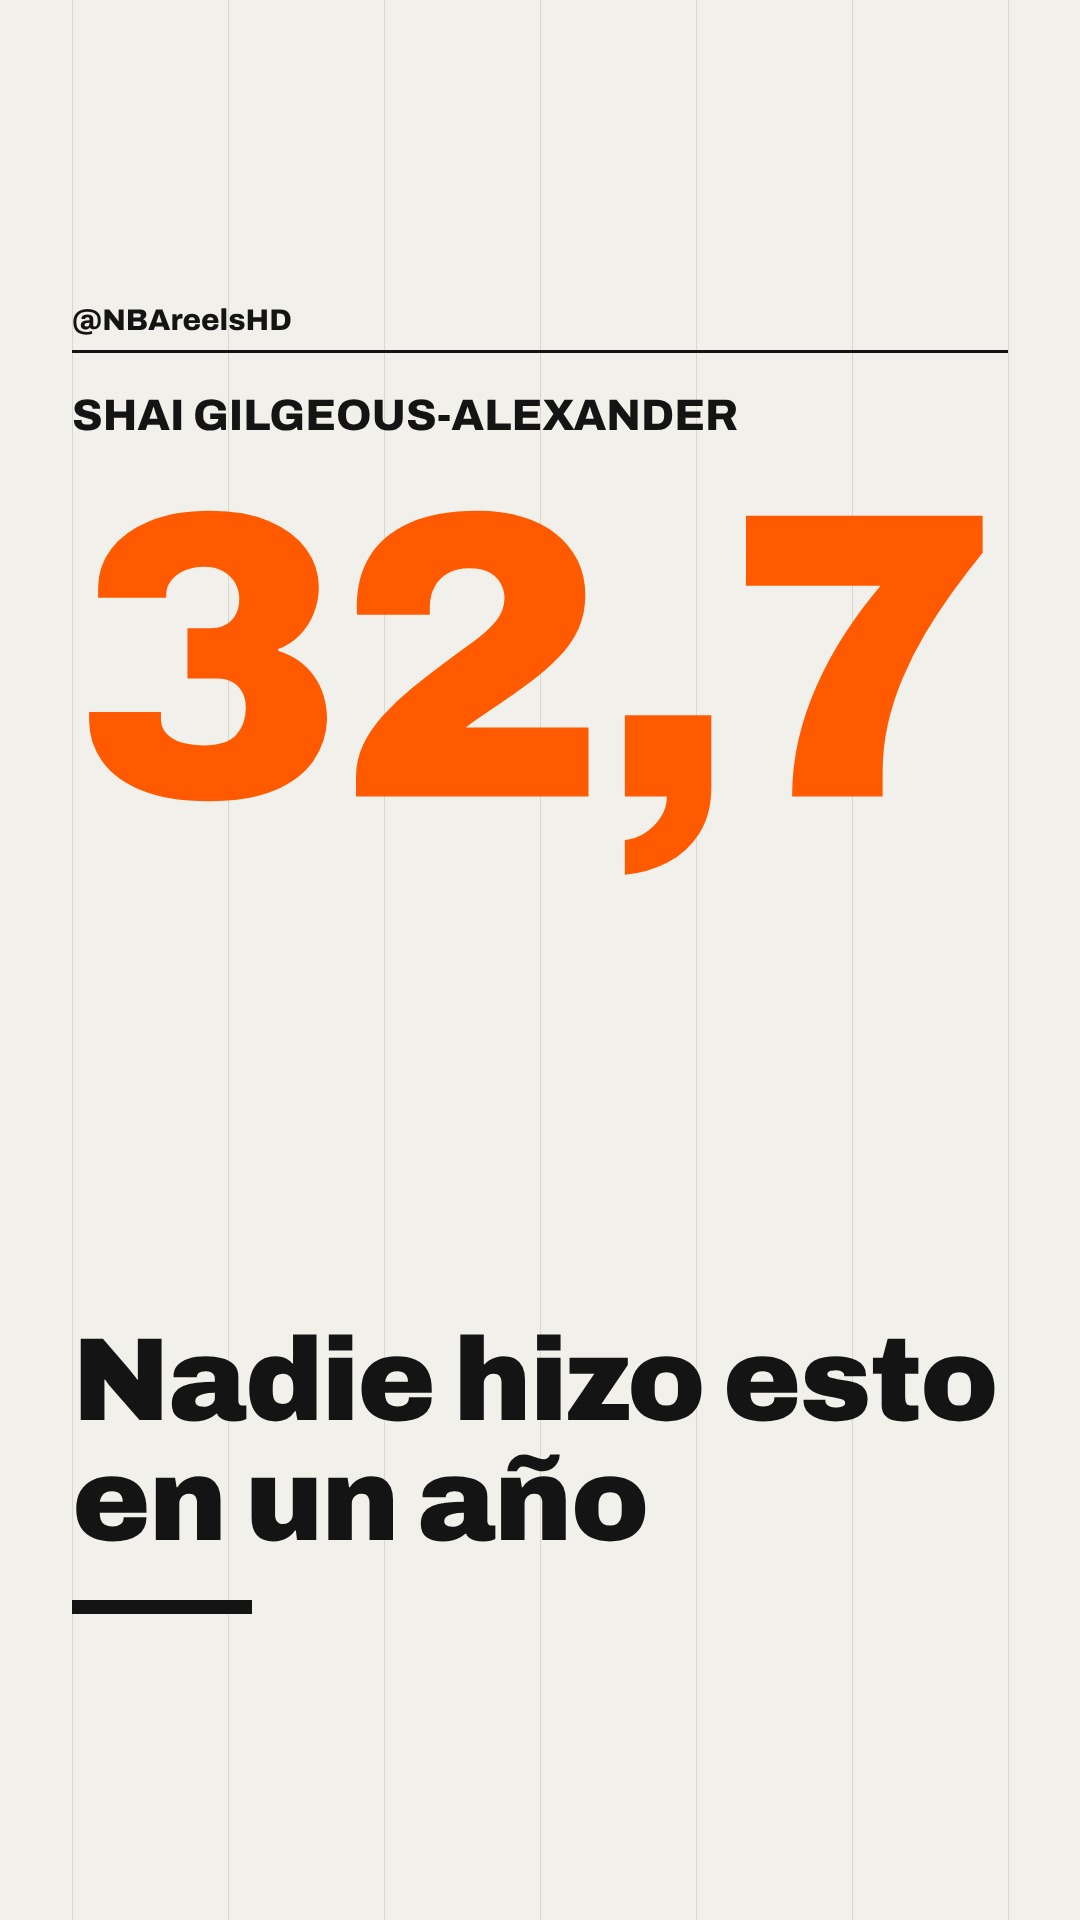 @NBAreelsHD
SHAI GILGEOUS-ALEXANDER
32,7
Nadie hizo esto
en un año